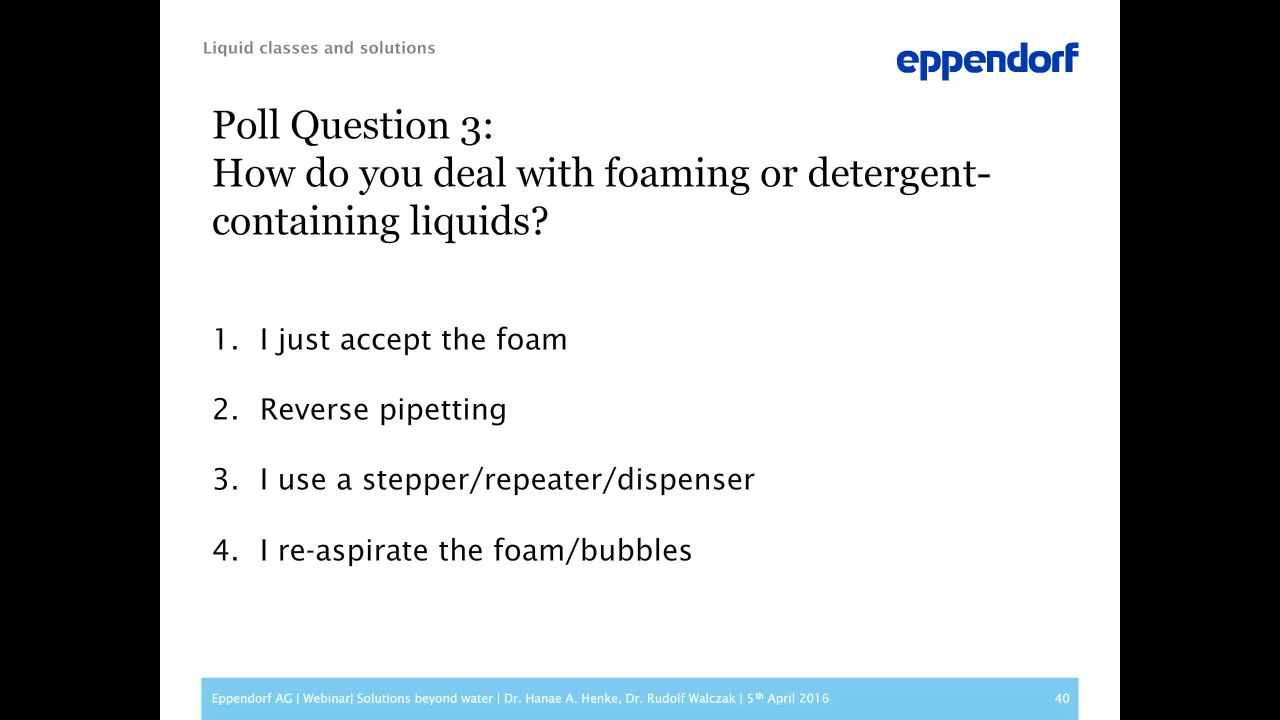 Liquid classes and solutions
eppendorf
Poll Question 3:
How do you deal with foaming or detergent-
containing liquids?
1. I just accept the foam
2. Reverse pipetting
3. I use a stepper/repeater/dispenser
4. I re-aspirate the foam/bubbles
Eppendorf AG | Webinar| Solutions beyond water | Dr. Hanae A. Henke, Dr. Rudolf Walczak | 5th April 2016 40